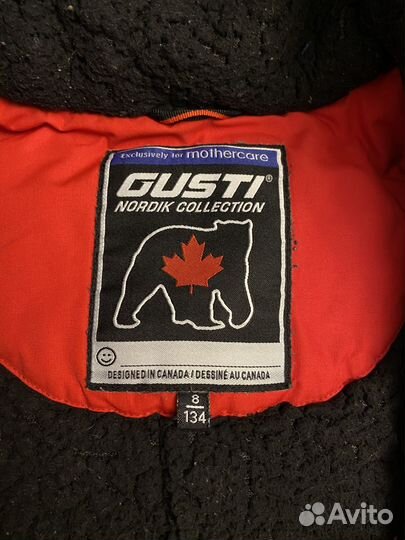 Exclusively for mothercare
GUSTI®
NORDIK COLLECTION
DESIGNED IN CANADA / DESSINÉ AU CANADA
8
134
Avito